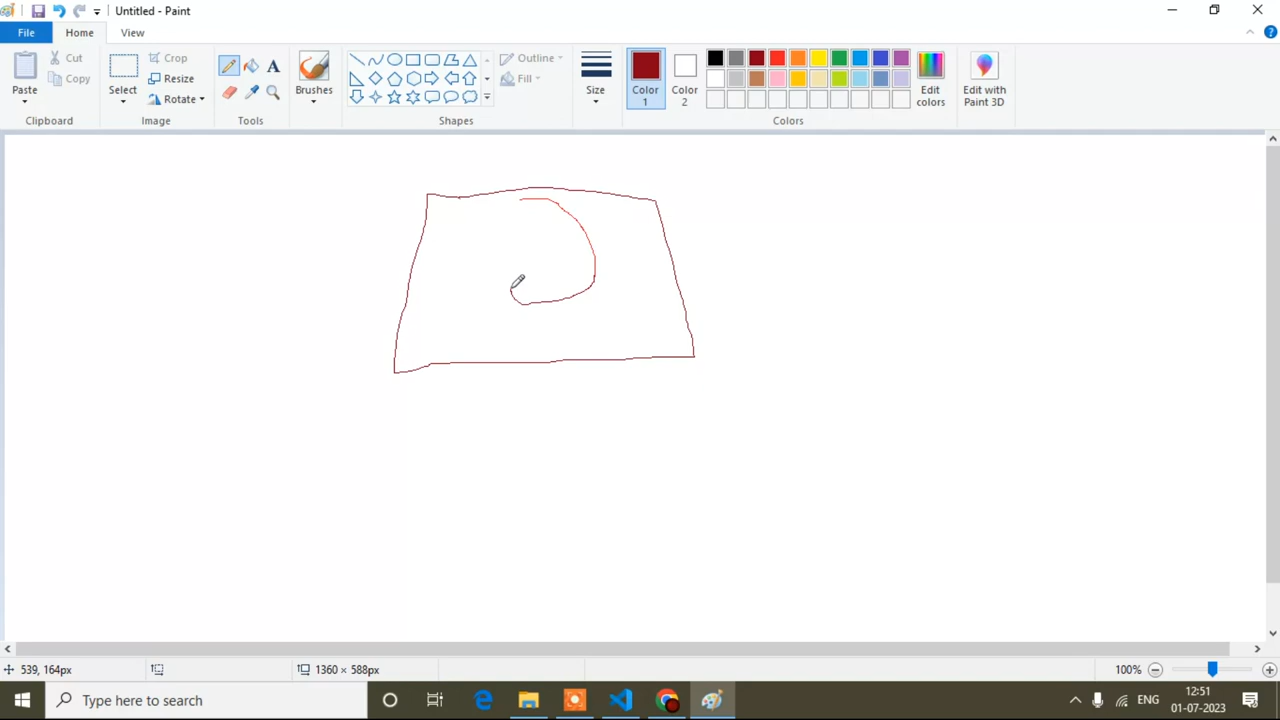 Untitled - Paint
File
Home
View
Paste
Cut
Copy
Clipboard
Select
Crop
Resize
Rotate
Image
A
Tools
Brushes
Shapes
Outline
Fill
Size
Color
1
Color
2
Colors
Edit
colors
Edit with
Paint 3D
539, 164px
1360 × 588px
100%
Type here to search
ENG
12:51
01-07-2023